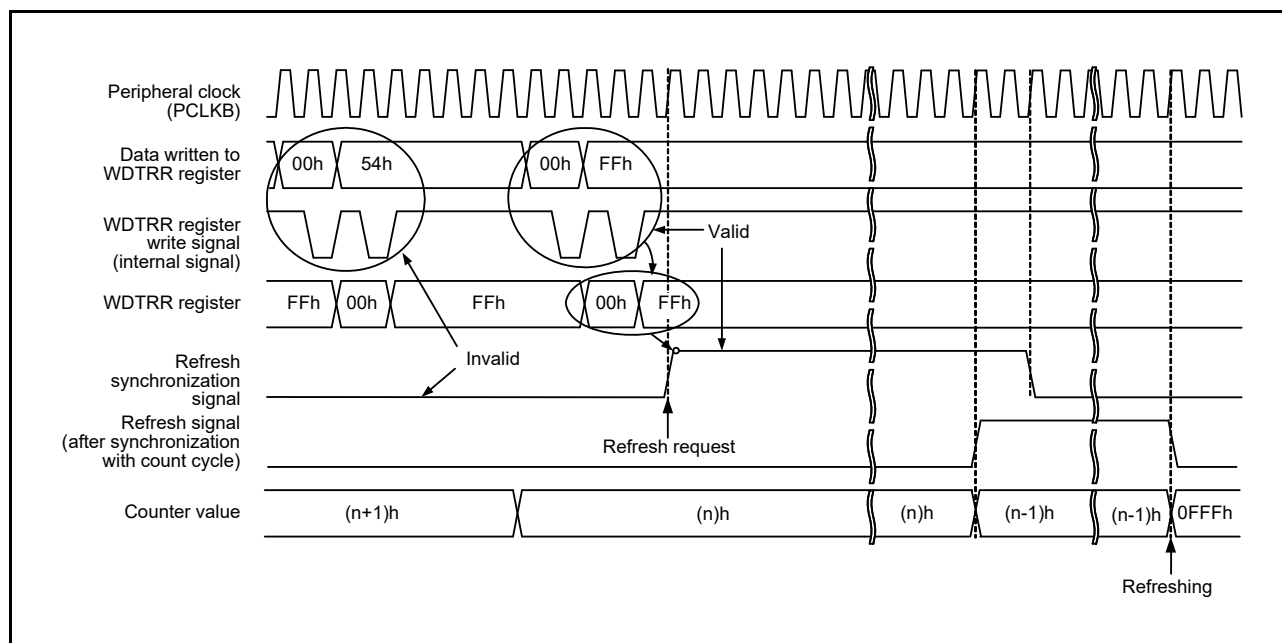 Peripheral clock
(PCLKB)
Data written to
WDTRR register
00h
54h
00h
FFh
WDTRR register
write signal
(internal signal)
Valid
WDTRR register
FFh
00h
FFh
00h
FFh
Invalid
Refresh
synchronization
signal
Refresh signal
(after synchronization
with count cycle)
Refresh request
Counter value
(n+1)h
(n)h
(n)h
(n-1)h
(n-1)h
0FFFh
Refreshing